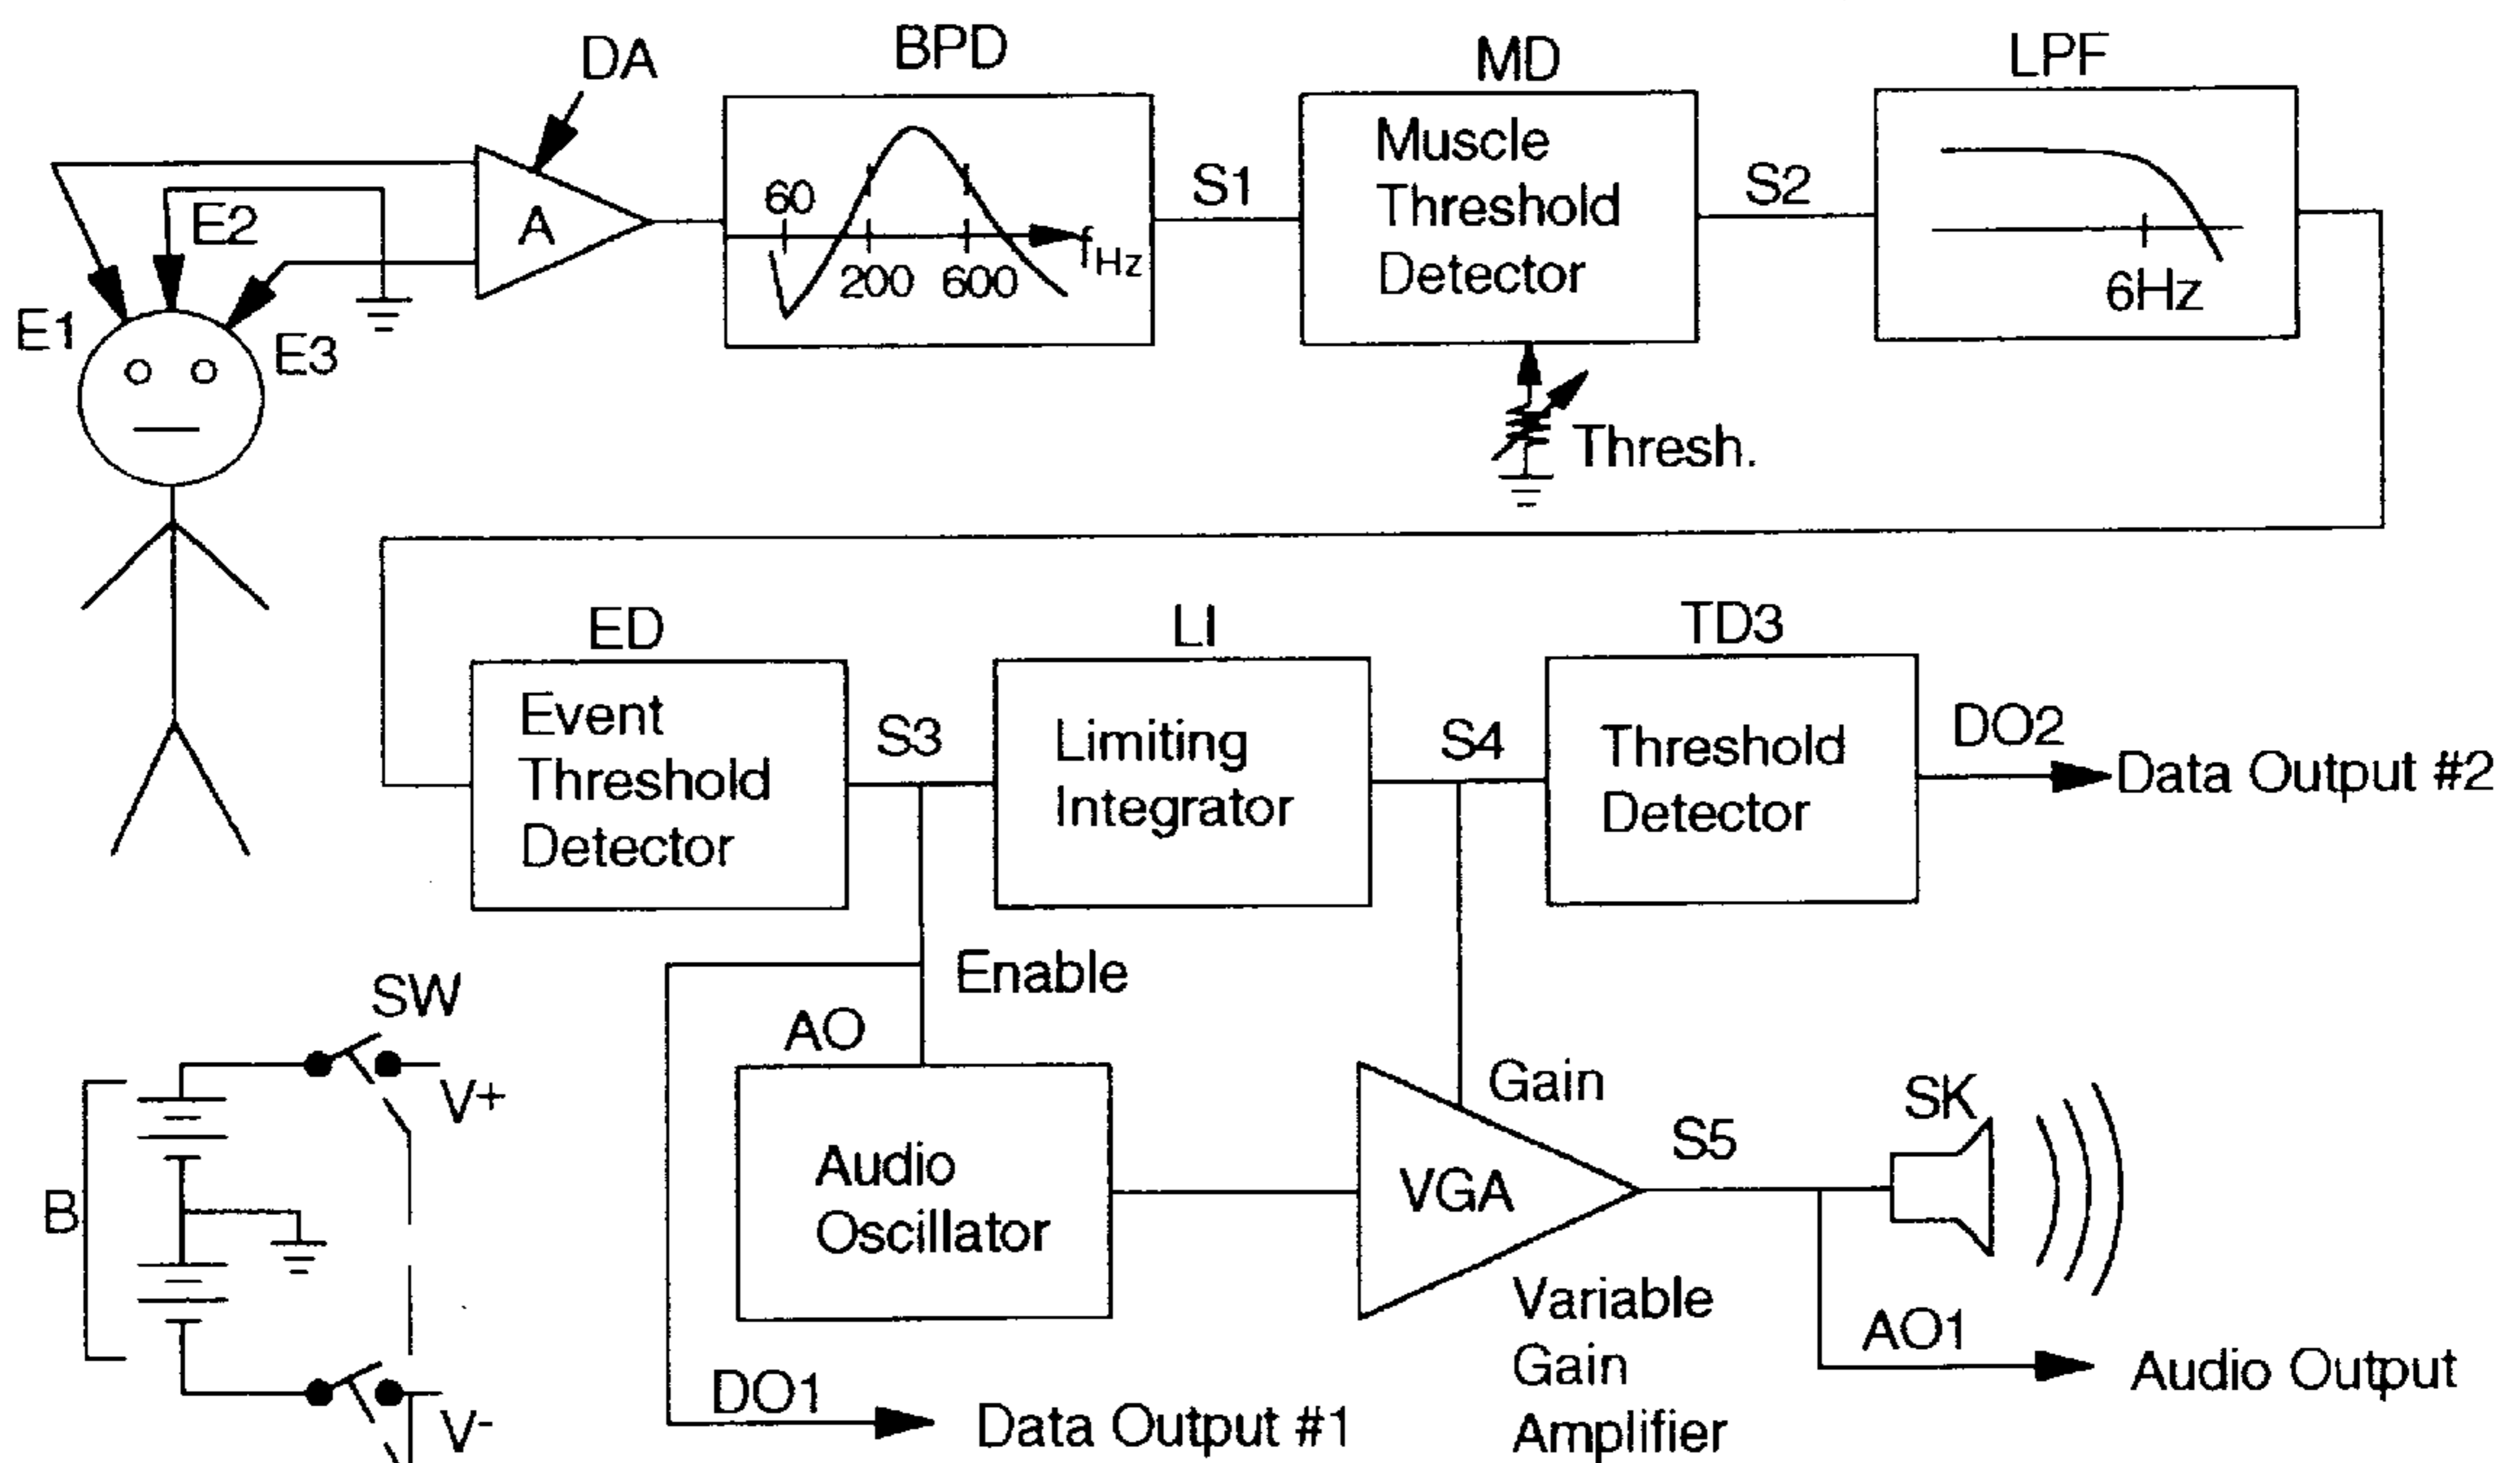 DA
BPD
MD
LPF
E1
E2
E3
A
60
200
600
fHz
S1
Muscle
Threshold
Detector
S2
6Hz
Thresh.
ED
Event
Threshold
Detector
S3
LI
Limiting
Integrator
S4
TD3
Threshold
Detector
DO2
Data Output #2
Enable
SW
V+
B
V-
AO
Audio
Oscillator
Gain
VGA
Variable
Gain
Amplifier
S5
SK
AO1
Audio Output
DO1
Data Output #1